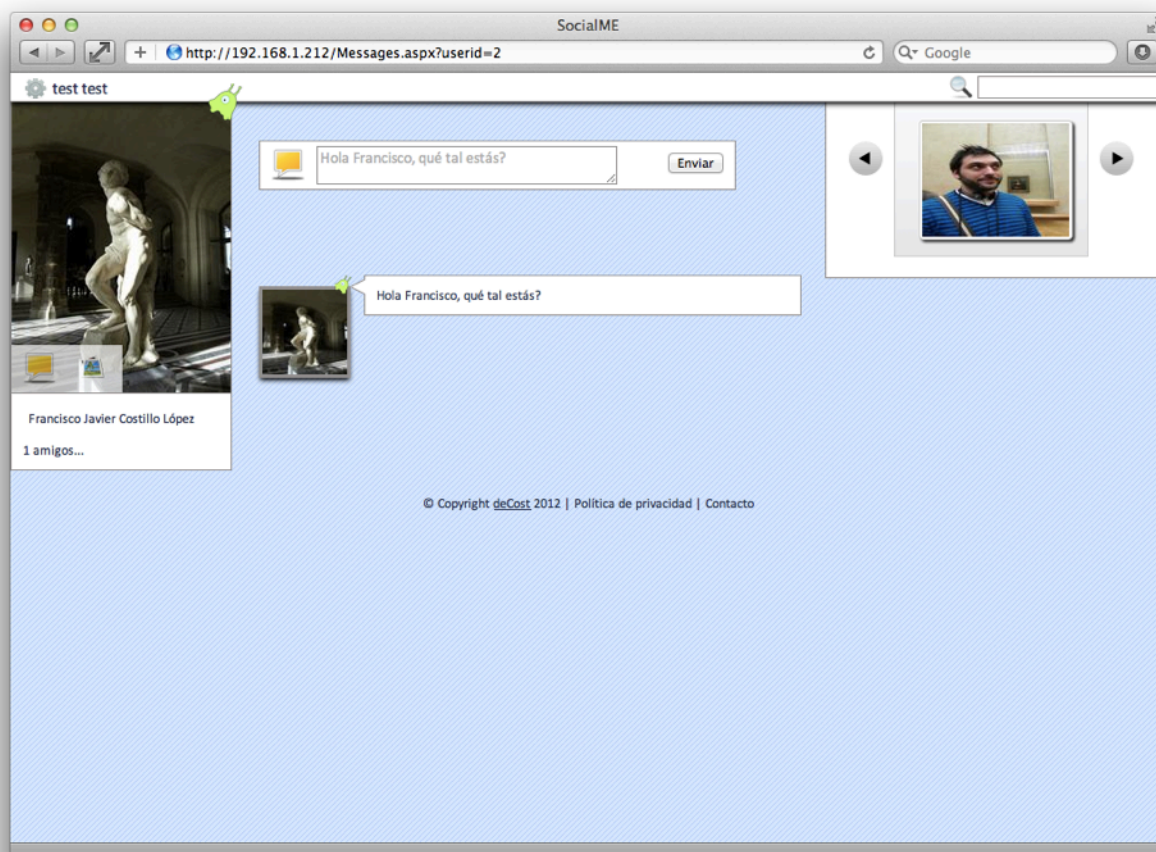 SocialME
http://192.168.1.212/Messages.aspx?userid=2
Google
test test
Hola Francisco, qué tal estás?
Enviar
Hola Francisco, qué tal estás?
Francisco Javier Costillo López
1 amigos...
© Copyright deCost 2012 | Política de privacidad | Contacto